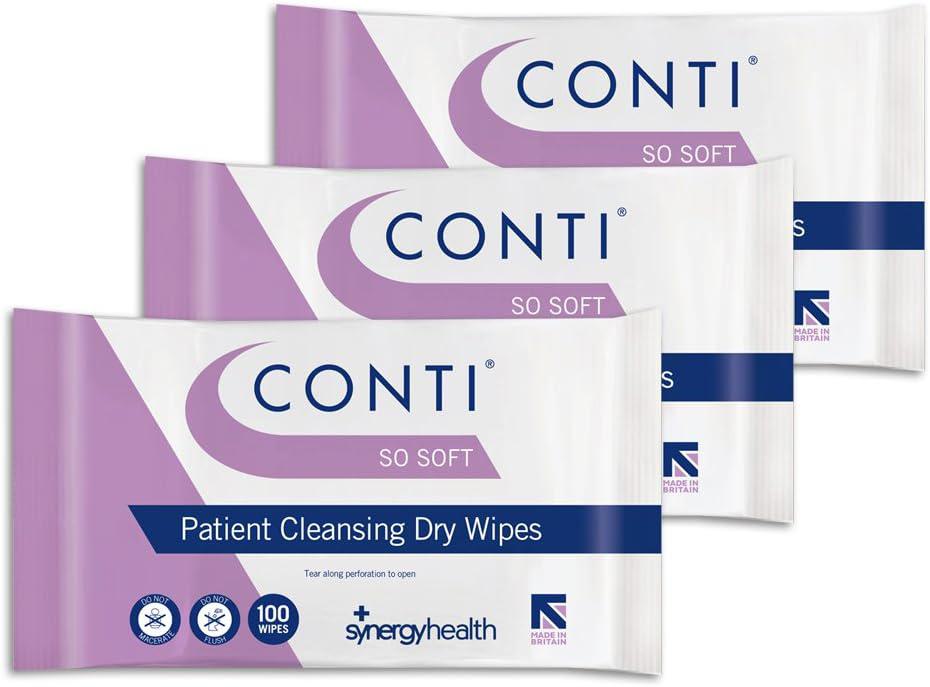 CONTI®
SO SOFT
S
MADE IN
BRITAIN
CONTI®
SO SOFT
S
MADE IN
BRITAIN
CONTI®
SO SOFT
Patient Cleansing Dry Wipes
Tear along perforation to open
DO NOT
MACERATE
DO NOT
FLUSH
100
WIPES
synergyhealth
MADE IN
BRITAIN